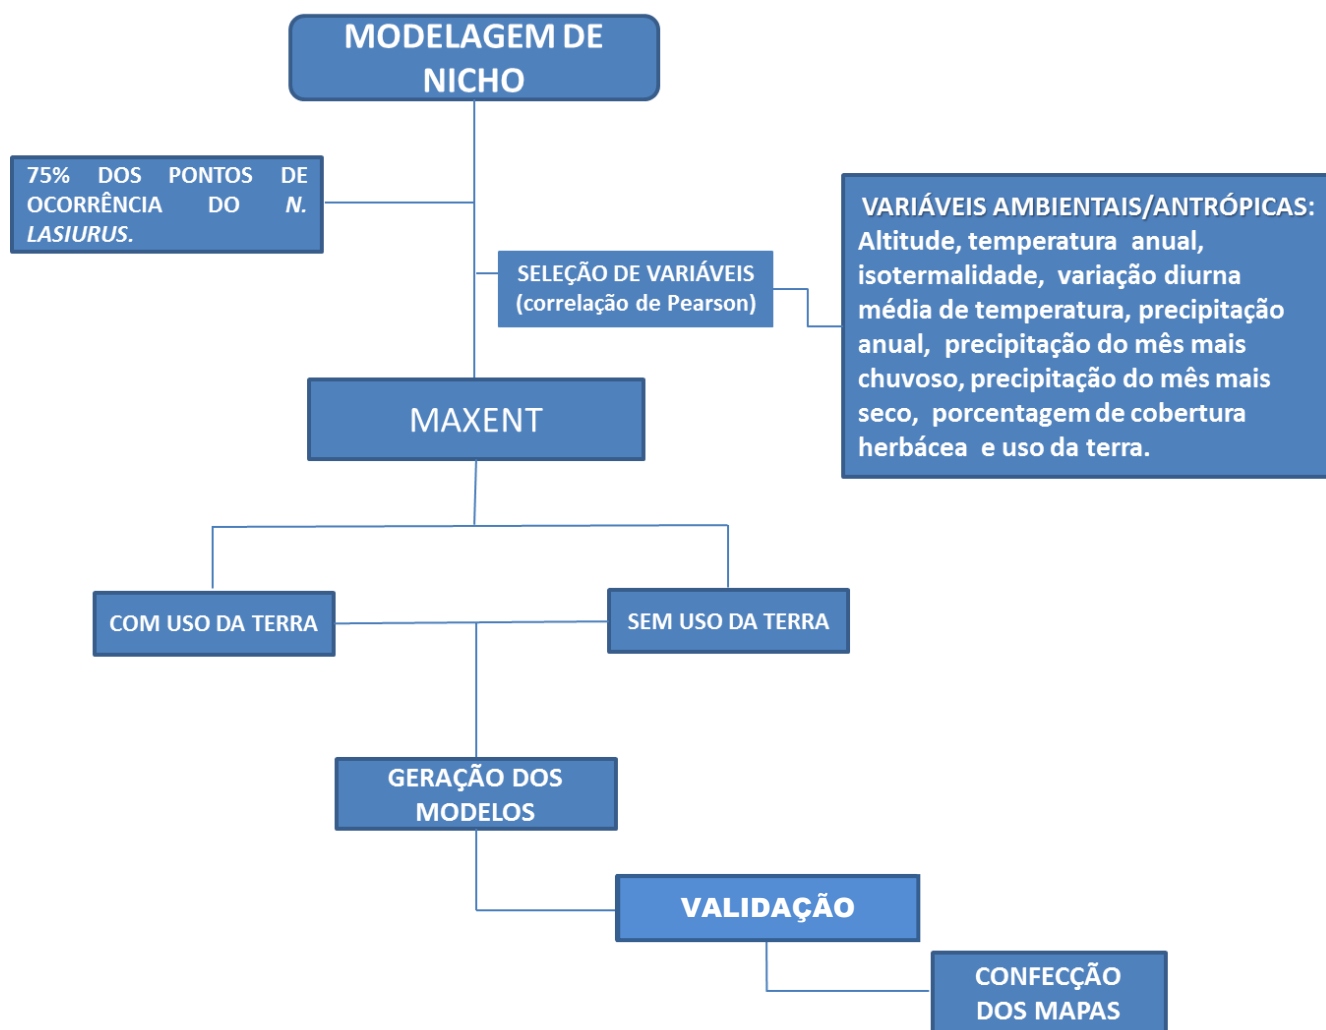 MODELAGEM DE
NICHO
75% DOS PONTOS DE
OCORRÊNCIA DO N.
LASIURUS.
SELEÇÃO DE VARIÁVEIS
(correlação de Pearson)
VARIÁVEIS AMBIENTAIS/ANTRÓPICAS:
Altitude, temperatura anual,
isotermalidade, variação diurna
média de temperatura, precipitação
anual, precipitação do mês mais
chuvoso, precipitação do mês mais
seco, porcentagem de cobertura
herbácea e uso da terra.
MAXENT
COM USO DA TERRA
SEM USO DA TERRA
GERAÇÃO DOS
MODELOS
VALIDAÇÃO
CONFECÇÃO
DOS MAPAS